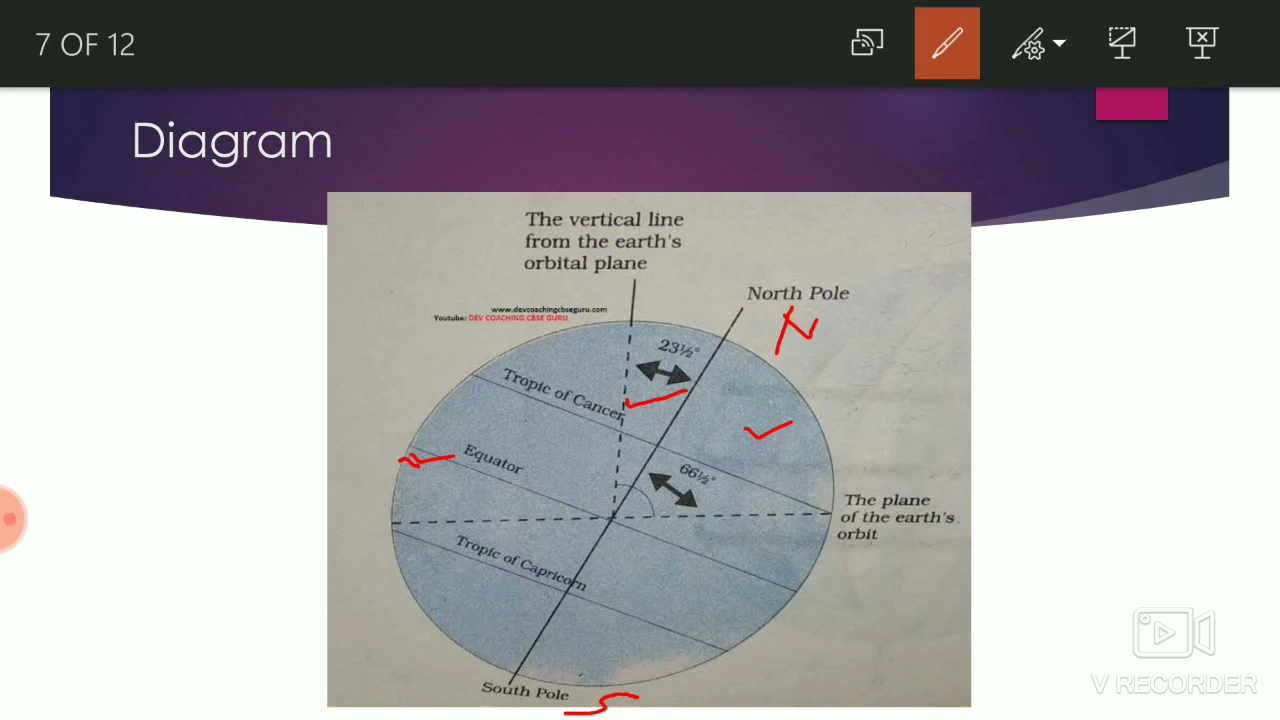 7 OF 12
Diagram
The vertical line
from the earth's
orbital plane
North Pole
www.devcoachingcbseguru.com
Youtube: DEV COACHING CBSE GURU
23½°
N
Tropic of Cancer
Equator
66½°
The plane
of the earth's
orbit
Tropic of Capricorn
South Pole
S
V RECORDER